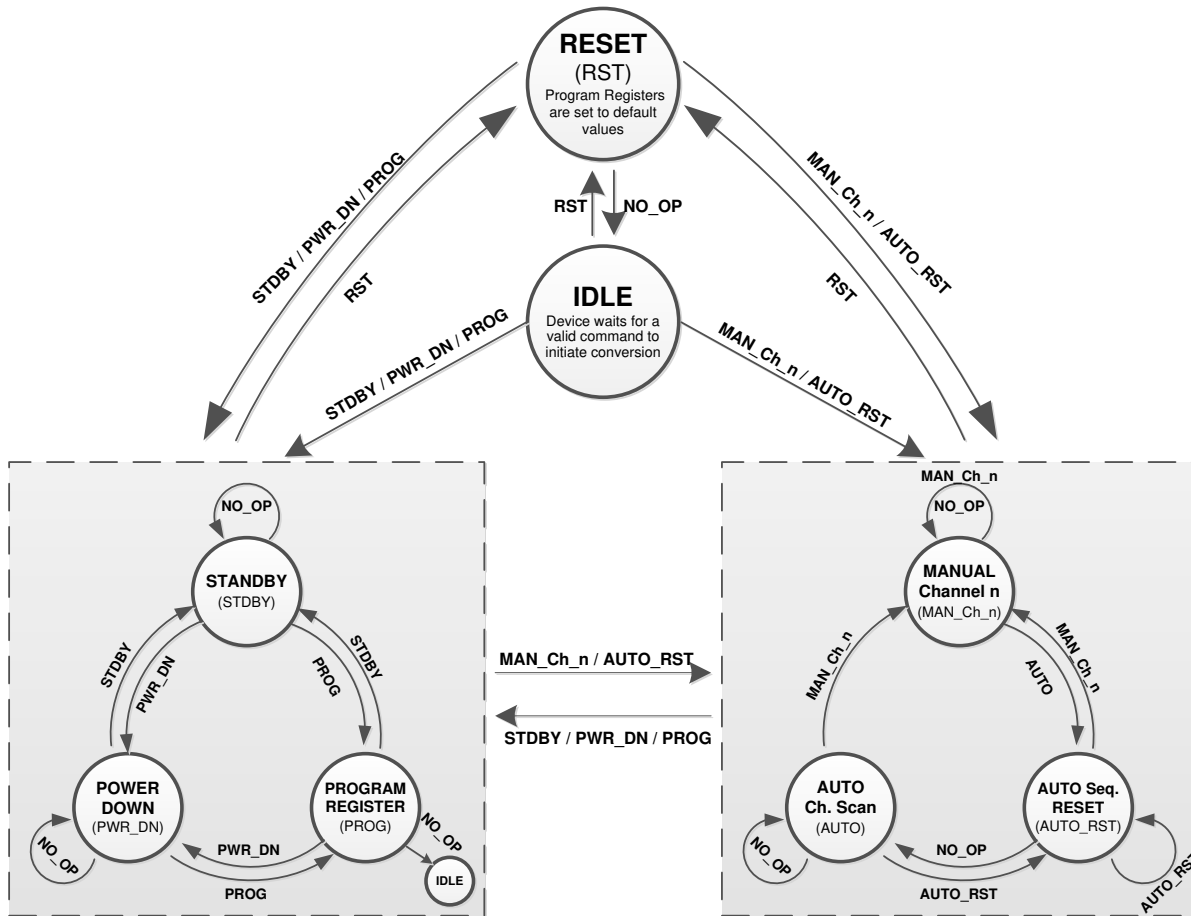 RESET
(RST)
Program Registers
are set to default
values
STDBY / PWR_DN / PROG
RST
RST
NO_OP
MAN_Ch_n / AUTO_RST
RST
IDLE
Device waits for a
valid command to
initiate conversion
STDBY / PWR_DN / PROG
MAN_Ch_n / AUTO_RST
NO_OP
STANDBY
(STDBY)
STDBY
PWR_DN
PROG
STDBY
POWER
DOWN
(PWR_DN)
NO_OP
PROGRAM
REGISTER
(PROG)
NO_OP
IDLE
PWR_DN
PROG
MAN_Ch_n / AUTO_RST
STDBY / PWR_DN / PROG
MAN_Ch_n
NO_OP
MANUAL
Channel n
(MAN_Ch_n)
MAN_Ch_n
AUTO
MAN_Ch_n
AUTO
Ch. Scan
(AUTO)
NO_OP
AUTO Seq.
RESET
(AUTO_RST)
NO_OP
AUTO_RST
AUTO_RST